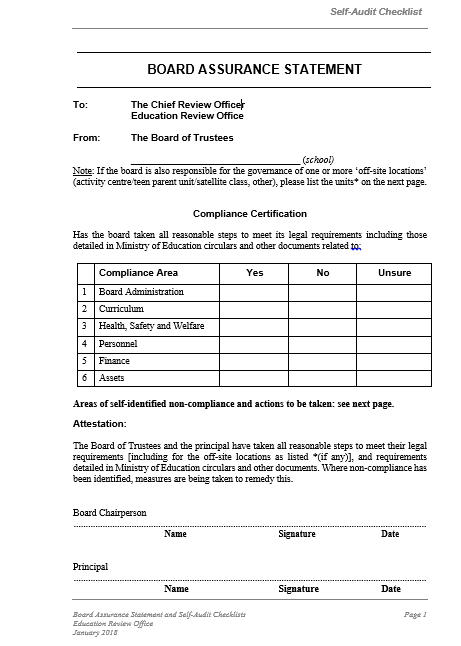 Self-Audit Checklist
BOARD ASSURANCE STATEMENT
To: The Chief Review Officer
Education Review Office
From: The Board of Trustees
(school)
Note: If the board is also responsible for the governance of one or more ‘off-site locations’
(activity centre/teen parent unit/satellite class, other), please list the units* on the next page.
Compliance Certification
Has the board taken all reasonable steps to meet its legal requirements including those
detailed in Ministry of Education circulars and other documents related to:
Compliance Area Yes No Unsure
1 Board Administration
2 Curriculum
3 Health, Safety and Welfare
4 Personnel
5 Finance
6 Assets
Areas of self-identified non-compliance and actions to be taken: see next page.
Attestation:
The Board of Trustees and the principal have taken all reasonable steps to meet their legal
requirements [including for the off-site locations as listed *(if any)], and requirements
detailed in Ministry of Education circulars and other documents. Where non-compliance has
been identified, measures are being taken to remedy this.
Board Chairperson
Name Signature Date
Principal
Name Signature Date
Board Assurance Statement and Self-Audit Checklists Page 1
Education Review Office
January 2018